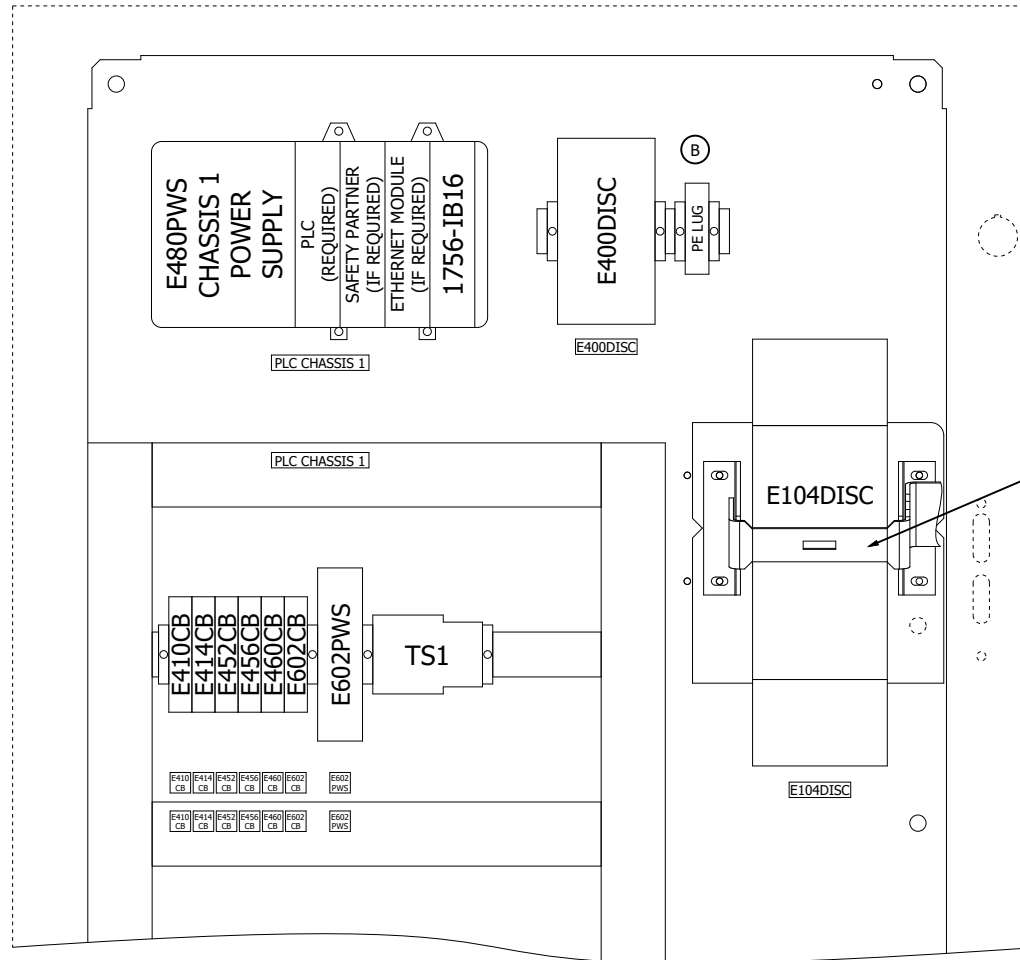 E480PWS
CHASSIS 1
POWER
SUPPLY
PLC
(REQUIRED)
SAFETY PARTNER
(IF REQUIRED)
ETHERNET MODULE
(IF REQUIRED)
1756-IB16
PLC CHASSIS 1
E400DISC
B
PE LUG
E400DISC
PLC CHASSIS 1
E104DISC
E410CB
E414CB
E452CB
E456CB
E460CB
E602CB
E602PWS
TS1
E410
CB
E414
CB
E452
CB
E456
CB
E460
CB
E602
CB
E602
PWS
E104DISC
E410
CB
E414
CB
E452
CB
E456
CB
E460
CB
E602
CB
E602
PWS